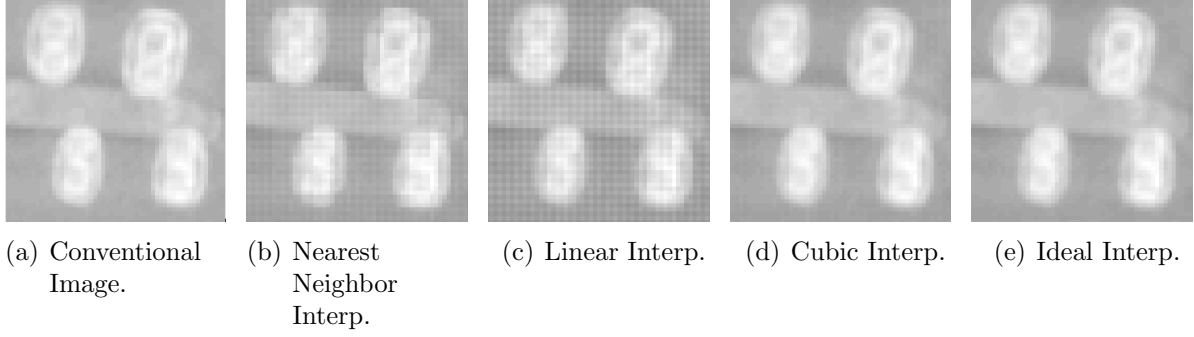 (a) Conventional
Image.
(b) Nearest
Neighbor
Interp.
(c) Linear Interp.
(d) Cubic Interp.
(e) Ideal Interp.